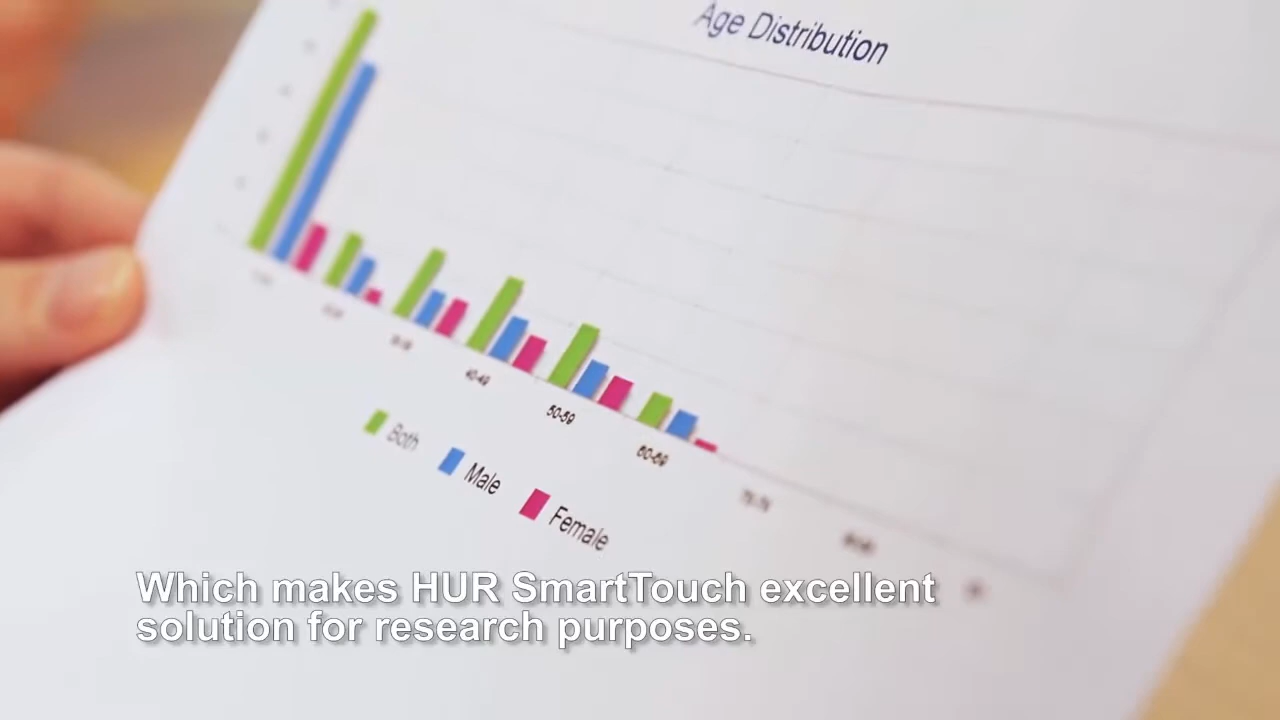 Age Distribution
40-49
50-59
60-69
Both
Male
Female
Which makes HUR SmartTouch excellent
solution for research purposes.